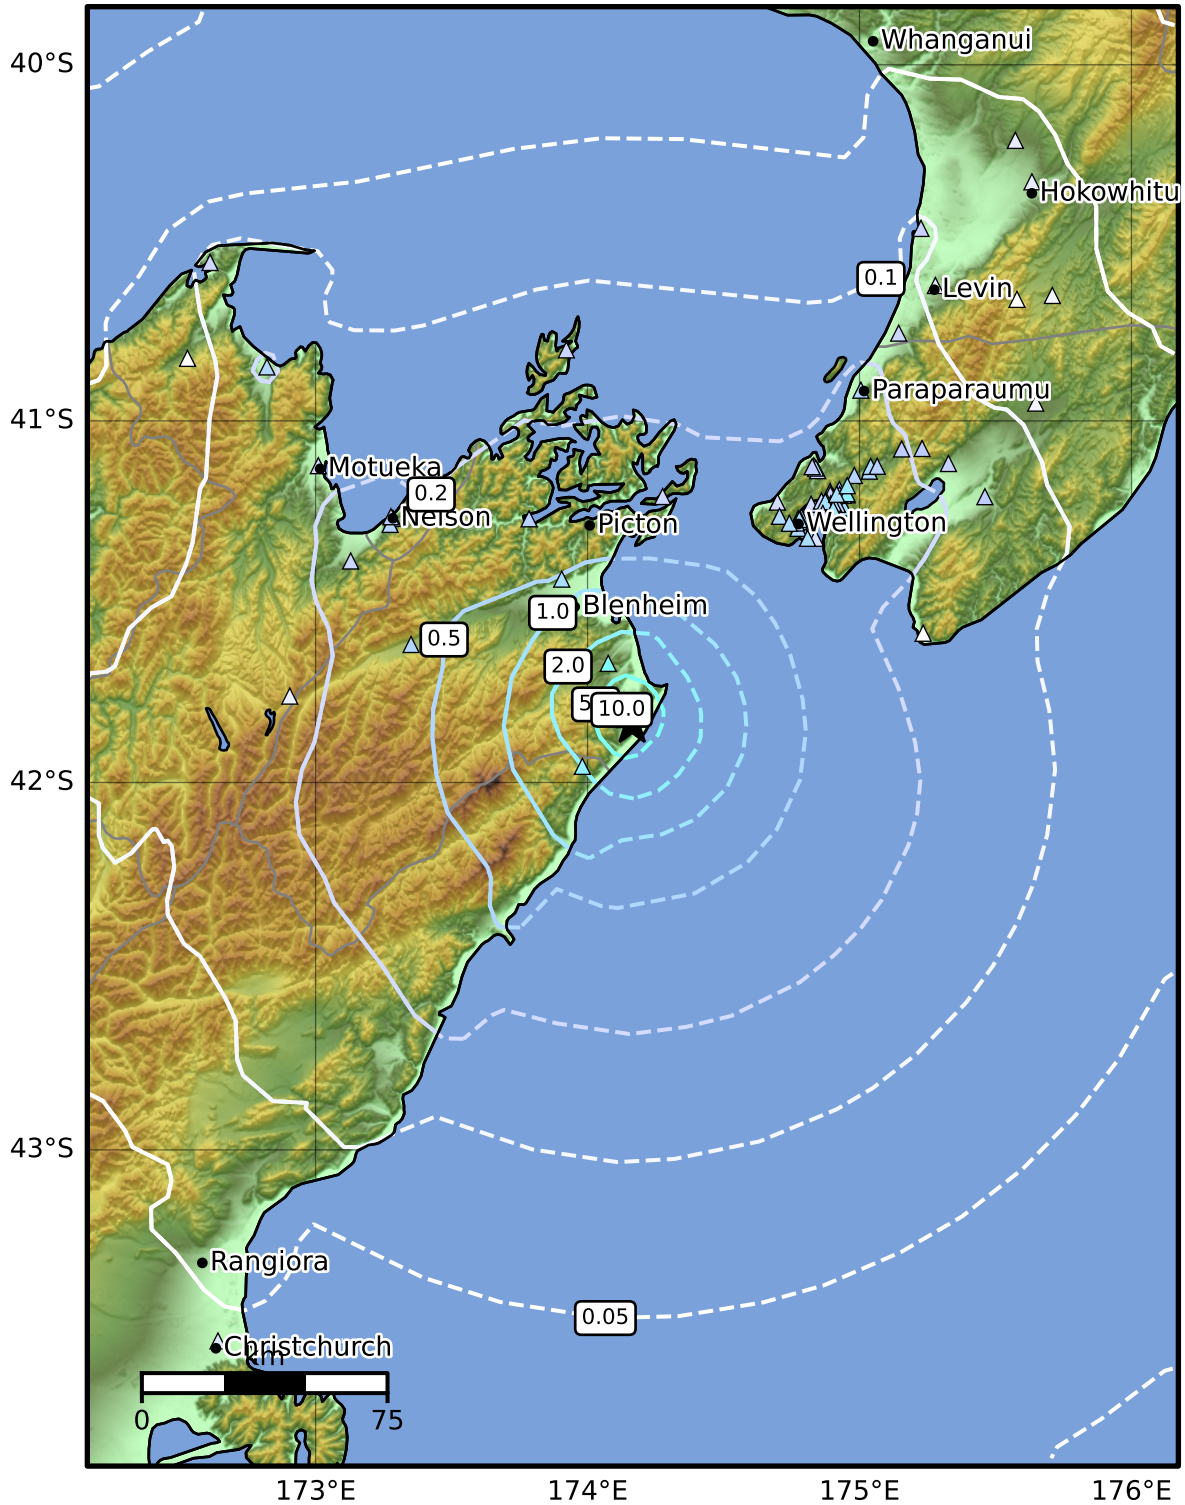 Whanganui
40°S
Hokowhitu
0.1
Levin
Paraparaumu
41°S
Motueka
0.2
Nelson
Picton
Wellington
1.0
Blenheim
0.5
2.0
10.0
42°S
43°S
Rangiora
0.05
Christchurch
km
0
75
173°E
174°E
175°E
176°E